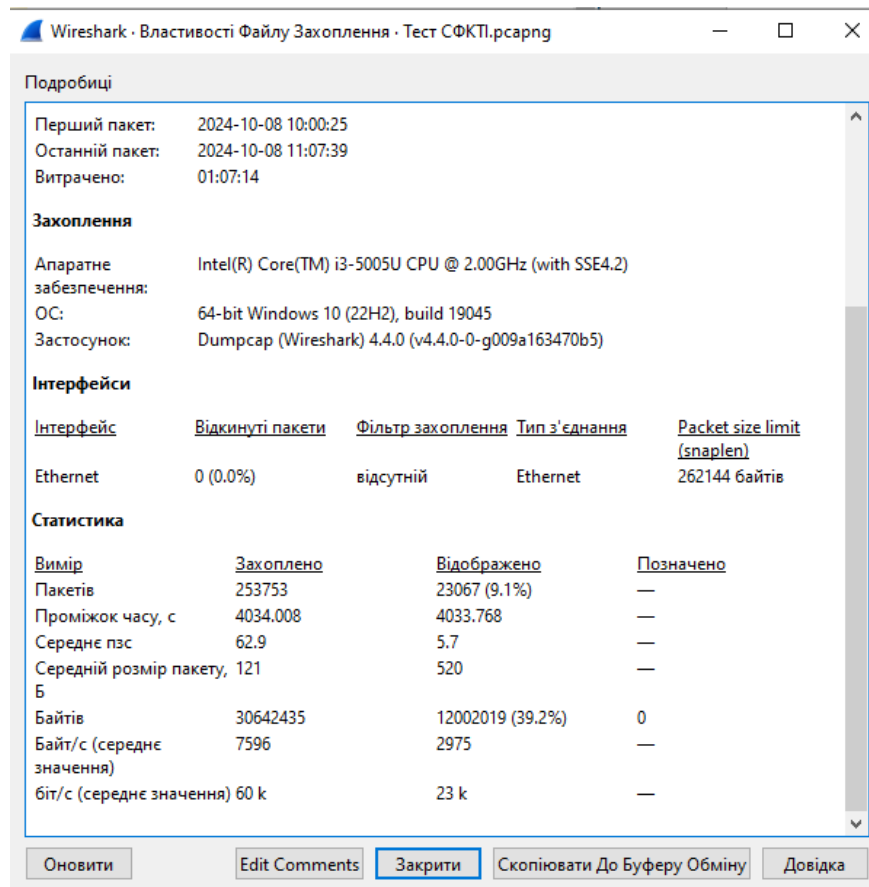 Wireshark · Властивості Файлу Захоплення · Тест СФКТІ.pcapng
Подробиці
Перший пакет: 2024-10-08 10:00:25
Останній пакет: 2024-10-08 11:07:39
Витрачено: 01:07:14
Захоплення
Апаратне Intel(R) Core(TM) i3-5005U CPU @ 2.00GHz (with SSE4.2)
забезпечення:
ОС: 64-bit Windows 10 (22H2), build 19045
Застосунок: Dumpcap (Wireshark) 4.4.0 (v4.4.0-0-g009a163470b5)
Інтерфейси
Інтерфейс Відкинуті пакети Фільтр захоплення Тип з'єднання Packet size limit
(snaplen)
Ethernet 0 (0.0%) відсутній Ethernet 262144 байтів
Статистика
Вимір Захоплено Відображено Позначено
Пакетів 253753 23067 (9.1%) —
Проміжок часу, с 4034.008 4033.768 —
Середнє пзс 62.9 5.7 —
Середній розмір пакету, 121 520 —
Б
Байтів 30642435 12002019 (39.2%) 0
Байт/с (середнє 7596 2975 —
значення)
біт/с (середнє значення) 60 k 23 k —
Оновити Edit Comments Закрити Скопіювати До Буферу Обміну Довідка